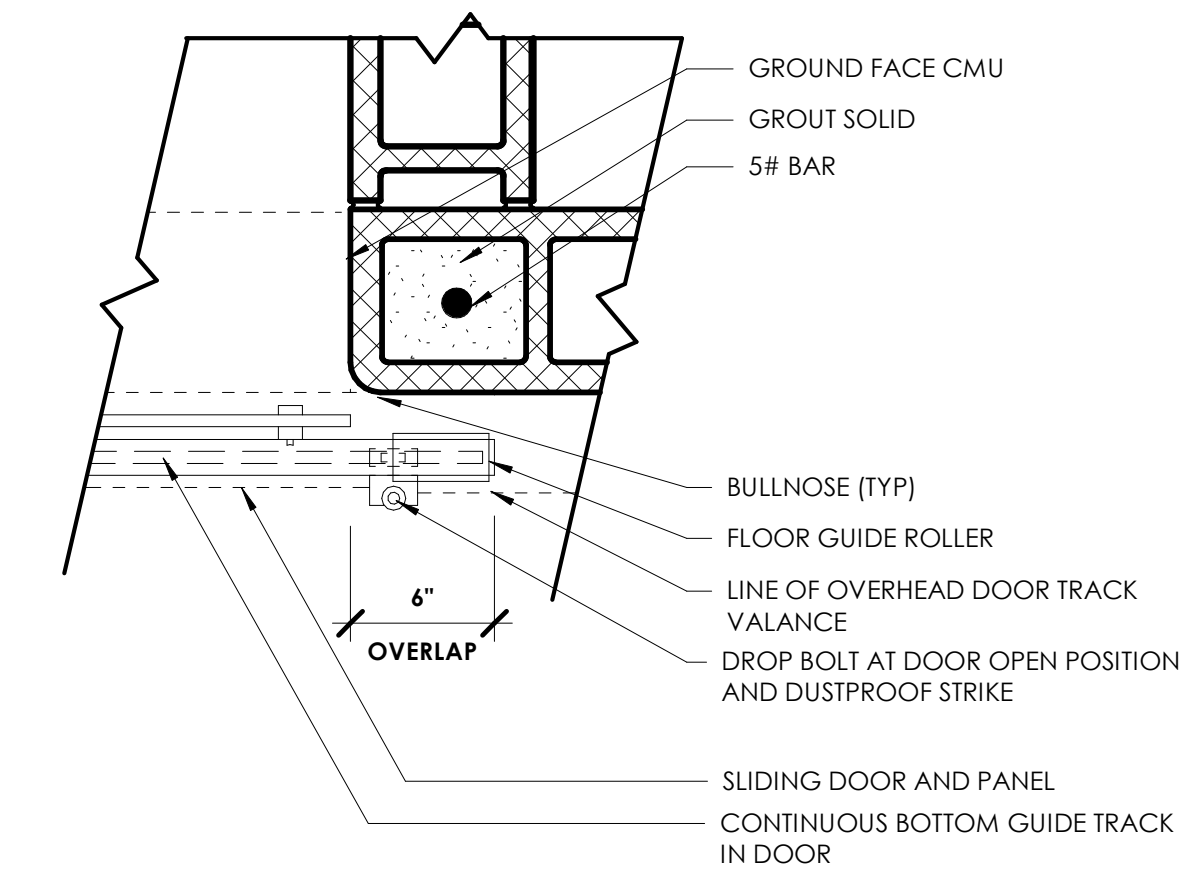 GROUND FACE CMU
GROUT SOLID
5# BAR
BULLNOSE (TYP)
FLOOR GUIDE ROLLER
LINE OF OVERHEAD DOOR TRACK
VALANCE
6"
OVERLAP
DROP BOLT AT DOOR OPEN POSITION
AND DUSTPROOF STRIKE
SLIDING DOOR AND PANEL
CONTINUOUS BOTTOM GUIDE TRACK
IN DOOR